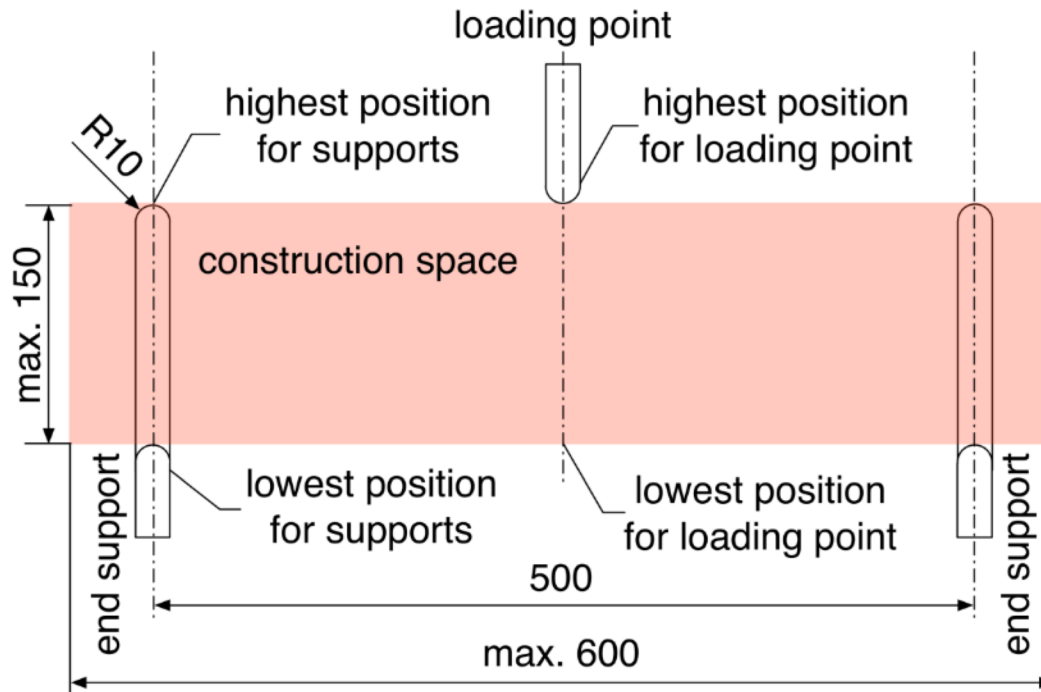 loading point
highest position
for supports
highest position
for loading point
R10
construction space
max. 150
lowest position
for supports
lowest position
for loading point
end support
end support
500
max. 600